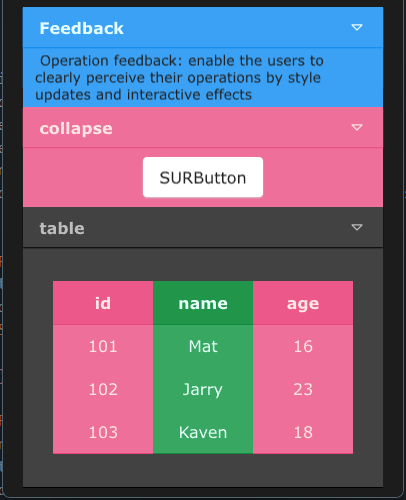 Feedback
Operation feedback: enable the users to
clearly perceive their operations by style
updates and interactive effects
collapse
SURButton
table
id name age
101 Mat 16
102 Jarry 23
103 Kaven 18